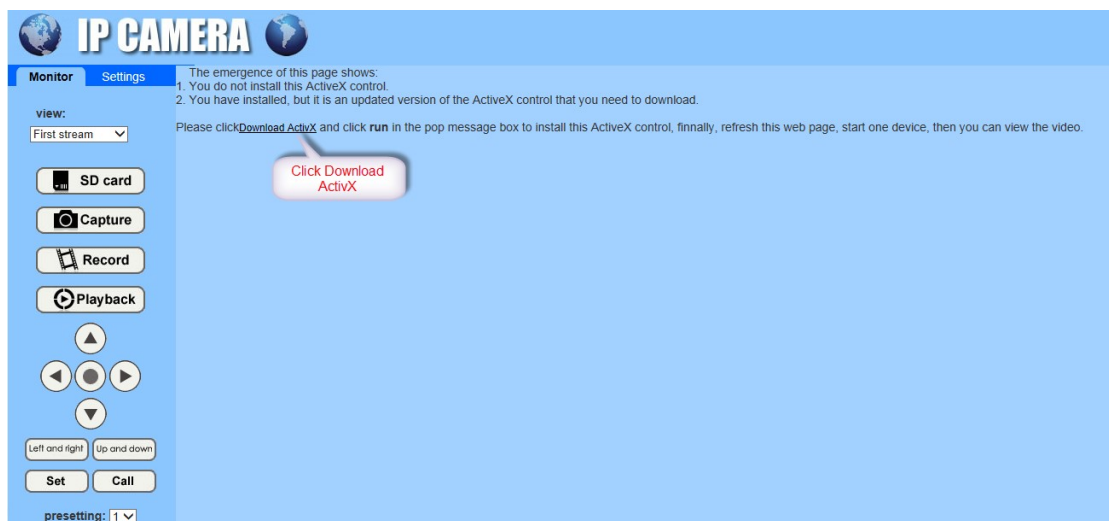 IP CAMERA
Monitor Settings
The emergence of this page shows:
1. You do not install this ActiveX control.
2. You have installed, but it is an updated version of the ActiveX control that you need to download.
view:
First stream
Please clickDownload ActivX and click run in the pop message box to install this ActiveX control, finnally, refresh this web page, start one device, then you can view the video.
Click Download
ActivX
SD card
Capture
Record
Playback
Left and right Up and down
Set Call
presetting: 1